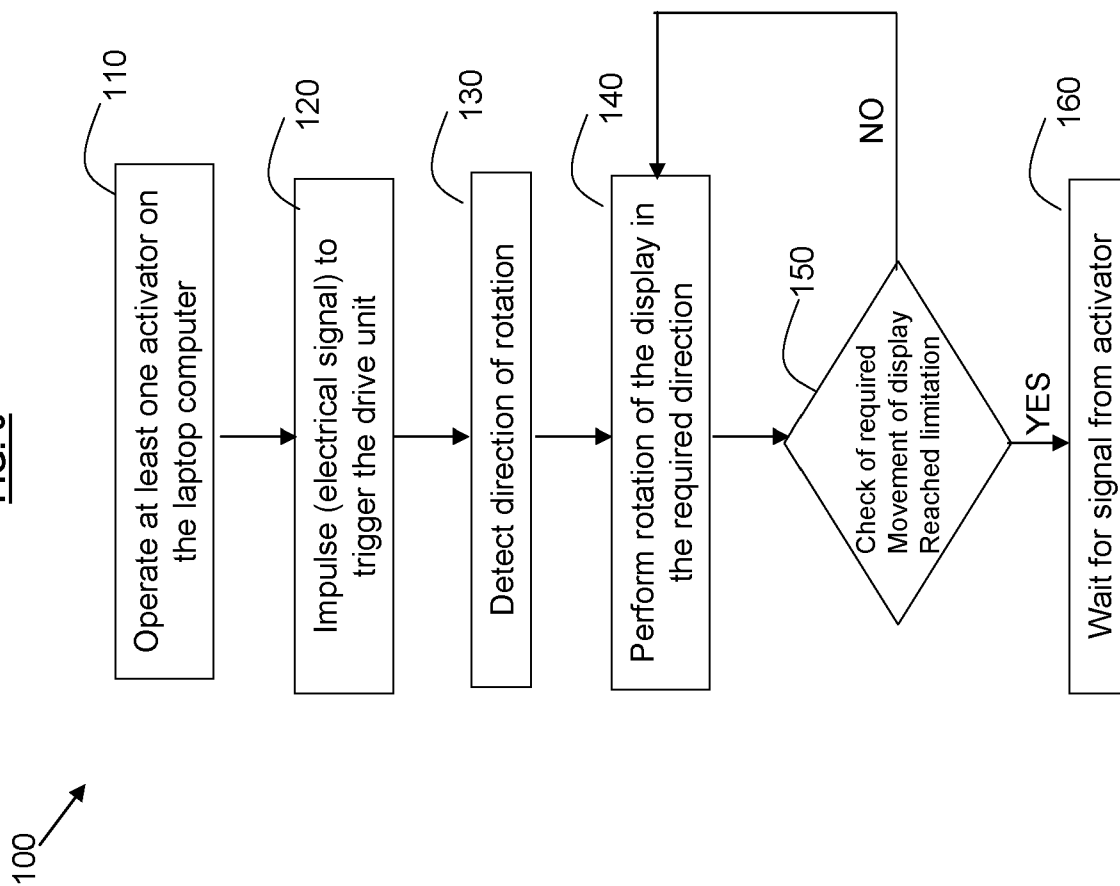 FIG.
100
Operate at least one activator on
the laptop computer
110
Impulse (electrical signal) to
trigger the drive unit
120
Detect direction of rotation
130
Perform rotation of the display in
the required direction
140
Check of required
Movement of display
Reached limitation
150
NO
YES
Wait for signal from activator
160